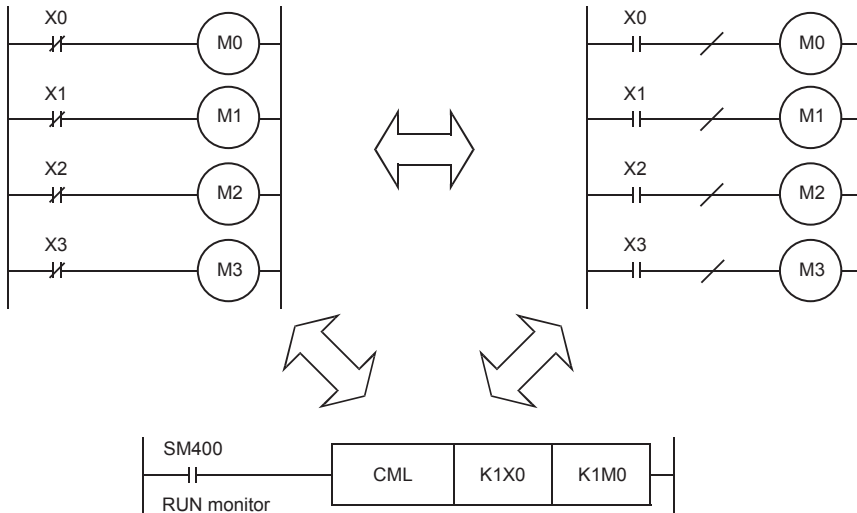 X0
M0
X1
M1
X2
M2
X3
M3
X0
M0
X1
M1
X2
M2
X3
M3
SM400
CML K1X0 K1M0
RUN monitor